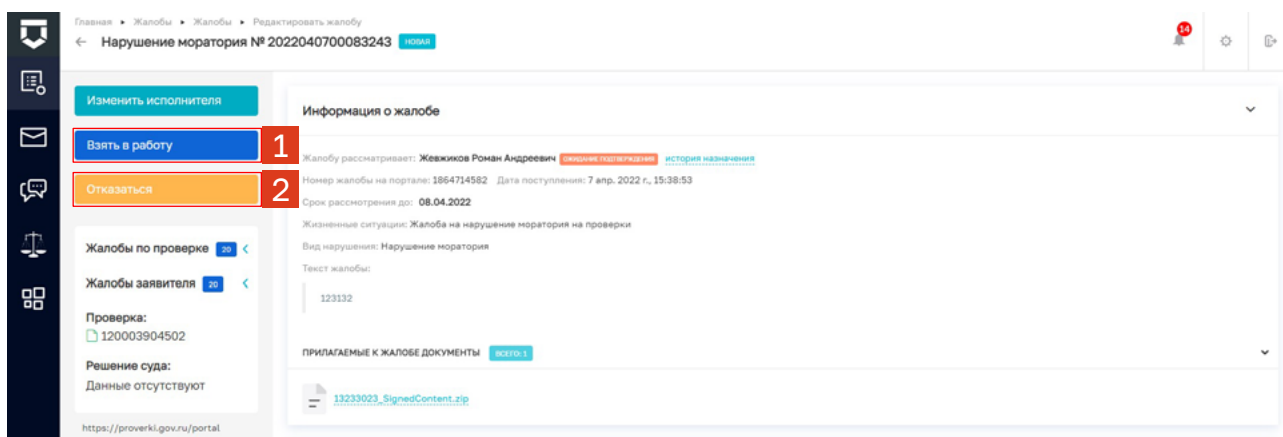 Главная ▸ Жалобы ▸ Жалобы ▸ Редактировать жалобу
← Нарушение моратория № 2022040700083243 НОВАЯ
14
Изменить исполнителя
Взять в работу 1
Отказаться 2
Жалобы по проверке 20
Жалобы заявителя 20
Проверка:
120003904502
Решение суда:
Данные отсутствуют
https://proverki.gov.ru/portal
Информация о жалобе
Жалобу рассматривает: Жевжиков Роман Андреевич ОЖИДАНИЕ ПОДТВЕРЖДЕНИЯ история назначения
Номер жалобы на портале: 1864714582 Дата поступления: 7 апр. 2022 г., 15:38:53
Срок рассмотрения до: 08.04.2022
Жизненные ситуации: Жалоба на нарушение моратория на проверки
Вид нарушения: Нарушение моратория
Текст жалобы:
123132
ПРИЛАГАЕМЫЕ К ЖАЛОБЕ ДОКУМЕНТЫ ВСЕГО: 1
13233023_SignedContent.zip